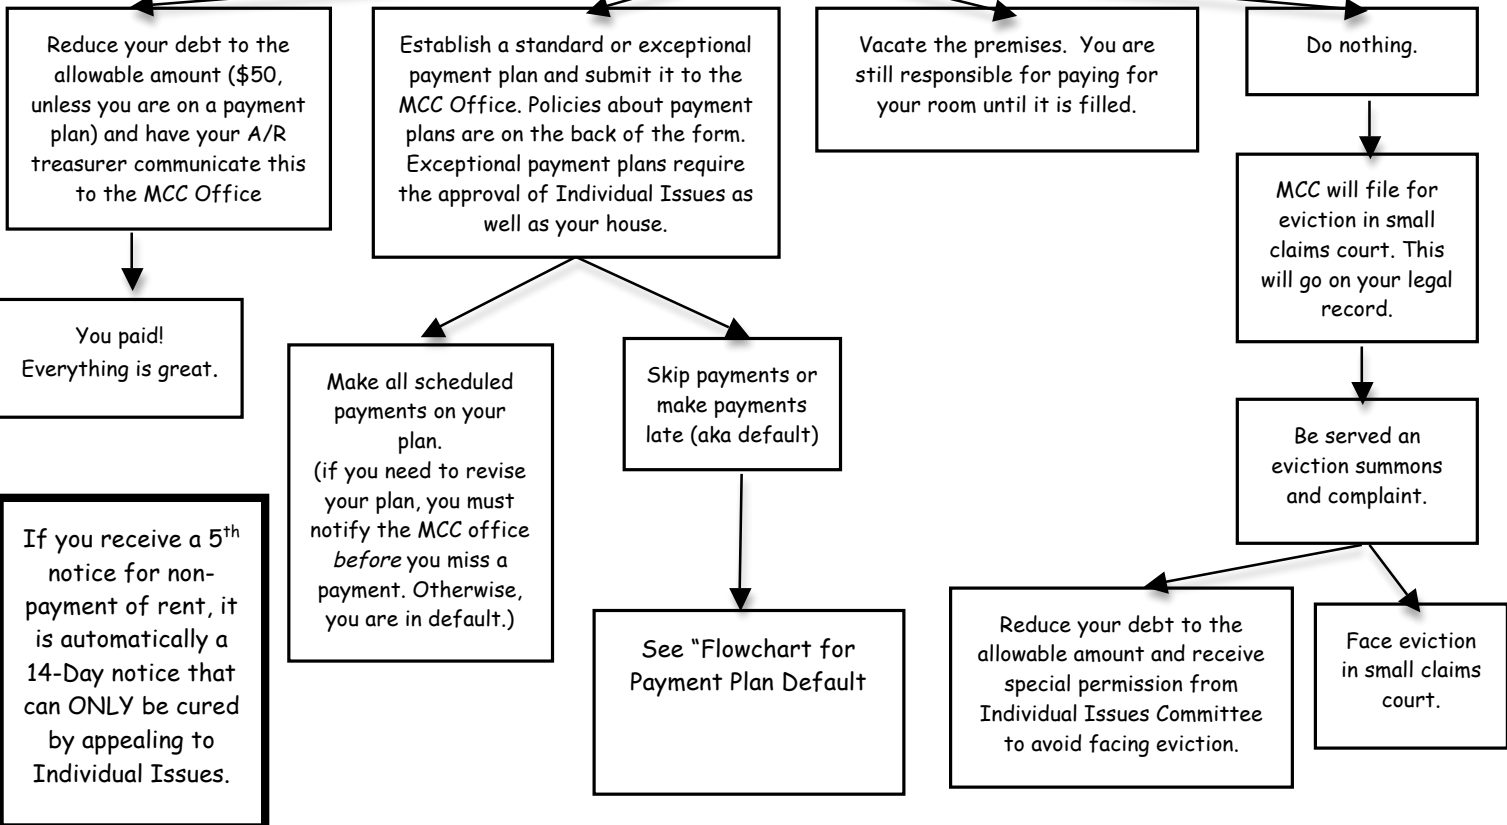 Reduce your debt to the
allowable amount ($50,
unless you are on a payment
plan) and have your A/R
treasurer communicate this
to the MCC Office
Establish a standard or exceptional
payment plan and submit it to the
MCC Office. Policies about payment
plans are on the back of the form.
Exceptional payment plans require
the approval of Individual Issues as
well as your house.
Vacate the premises.  You are
still responsible for paying for
your room until it is filled.
Do nothing.
MCC will file for
eviction in small
claims court. This
will go on your legal
record.
You paid!
Everything is great.
Make all scheduled
payments on your
plan.
(if you need to revise
your plan, you must
notify the MCC office
before you miss a
payment. Otherwise,
you are in default.)
Skip payments or
make payments
late (aka default)
Be served an
eviction summons
and complaint.
If you receive a 5th
notice for non-
payment of rent, it
is automatically a
14-Day notice that
can ONLY be cured
by appealing to
Individual Issues.
See “Flowchart for
Payment Plan Default
Reduce your debt to the
allowable amount and receive
special permission from
Individual Issues Committee
to avoid facing eviction.
Face eviction
in small claims
court.